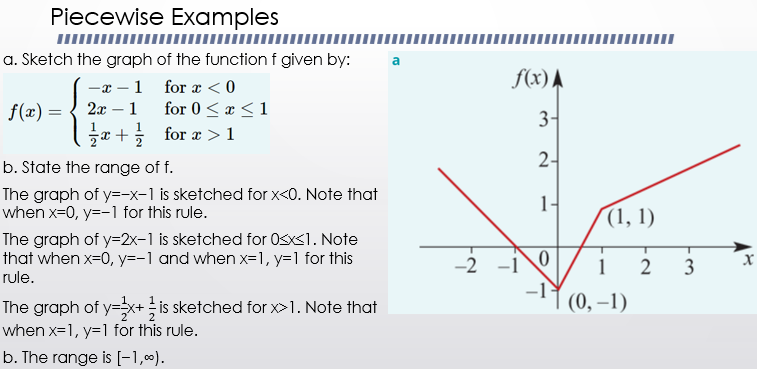 Piecewise Examples
a. Sketch the graph of the function f given by:
f(x) = { −x − 1 for x < 0
2x − 1 for 0 ≤ x ≤ 1
1/2x + 1/2 for x > 1
b. State the range of f.
The graph of y=−x−1 is sketched for x<0. Note that
when x=0, y=−1 for this rule.
The graph of y=2x−1 is sketched for 0≤x≤1. Note
that when x=0, y=−1 and when x=1, y=1 for this
rule.
The graph of y=1/2x+ 1/2 is sketched for x>1. Note that
when x=1, y=1 for this rule.
b. The range is [−1,∞).
a
f(x)
3
2
1
(1, 1)
−2 −1 0 1 2 3 x
−1
(0, −1)